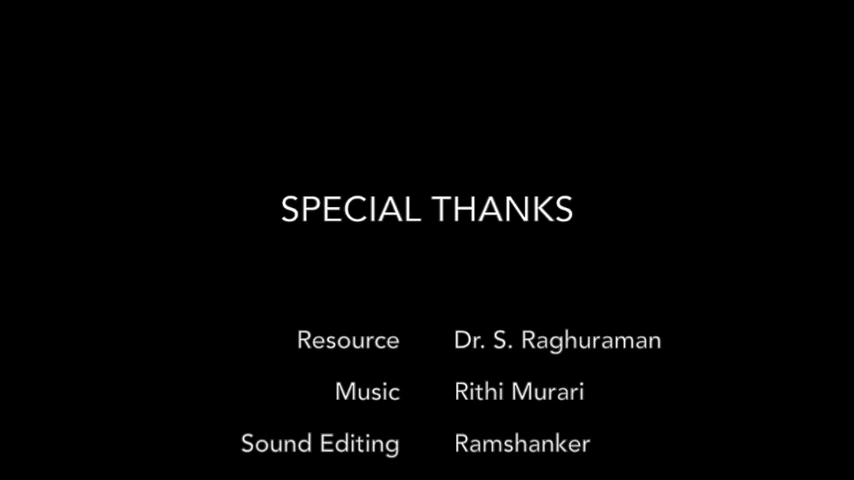 SPECIAL THANKS
Resource Dr. S. Raghuraman
Music Rithi Murari
Sound Editing Ramshanker